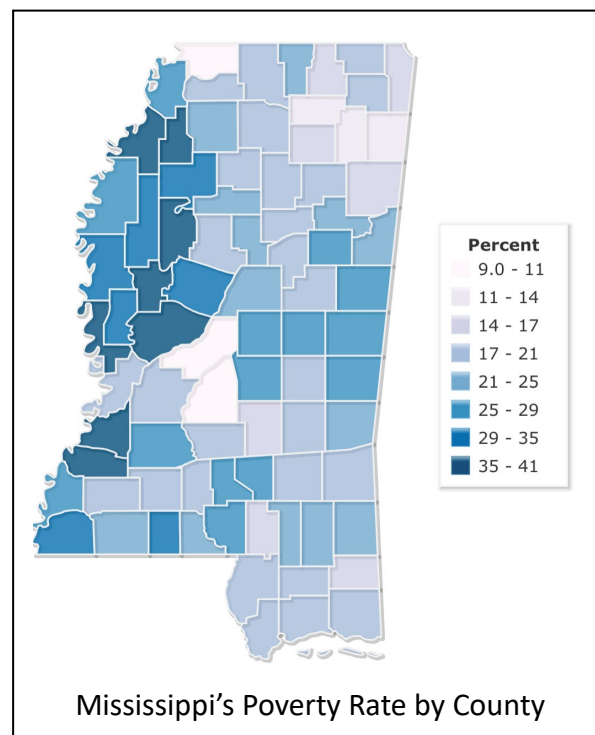 Percent
9.0 - 11
11 - 14
14 - 17
17 - 21
21 - 25
25 - 29
29 - 35
35 - 41
Mississippi's Poverty Rate by County